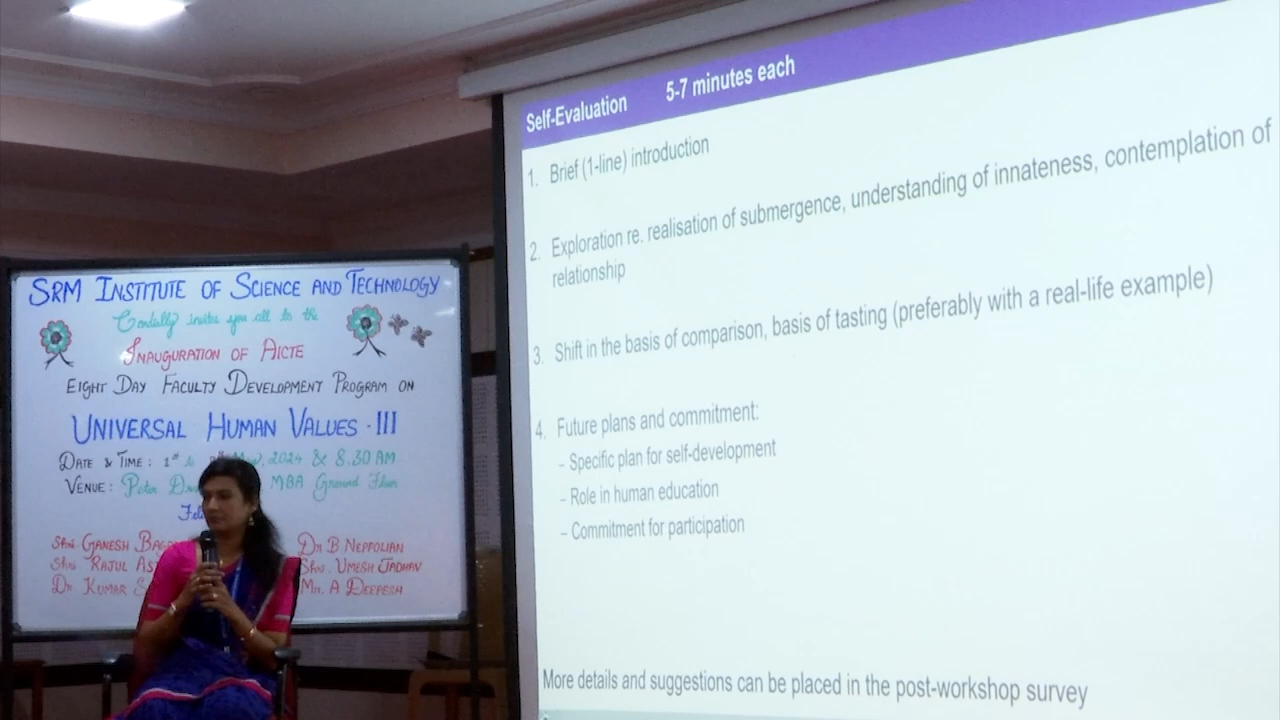 SRM INSTITUTE OF SCIENCE AND TECHNOLOGY
Cordially invites you all to the
INAUGURATION OF AICTE
EIGHT DAY FACULTY DEVELOPMENT PROGRAM ON
UNIVERSAL HUMAN VALUES - III
DATE & TIME : 1st to May, 2024 & 8.30 AM
VENUE : MBA Ground Floor
Shri GANESH DR B NEPPOLIAN
Shri RAJUL Shri. UMESH JADHAV
Dr KUMAR Mr. A DEEPESH
Self-Evaluation 5-7 minutes each
1. Brief (1-line) introduction
2. Exploration re. realisation of submergence, understanding of innateness, contemplation of
relationship
3. Shift in the basis of comparison, basis of tasting (preferably with a real-life example)
4. Future plans and commitment:
– Specific plan for self-development
– Role in human education
– Commitment for participation
More details and suggestions can be placed in the post-workshop survey